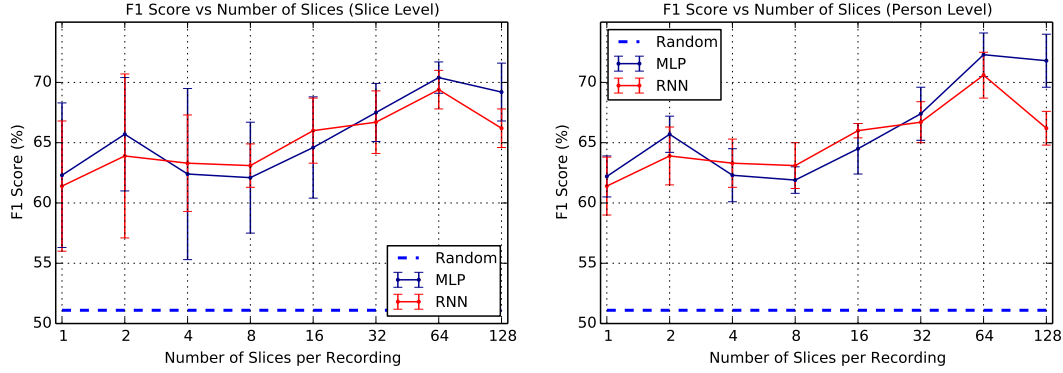 F1 Score vs Number of Slices (Slice Level)
F1 Score (%)
70
65
60
55
50
1 2 4 8 16 32 64 128
Number of Slices per Recording
Random
MLP
RNN
F1 Score vs Number of Slices (Person Level)
F1 Score (%)
70
65
60
55
50
1 2 4 8 16 32 64 128
Number of Slices per Recording
Random
MLP
RNN